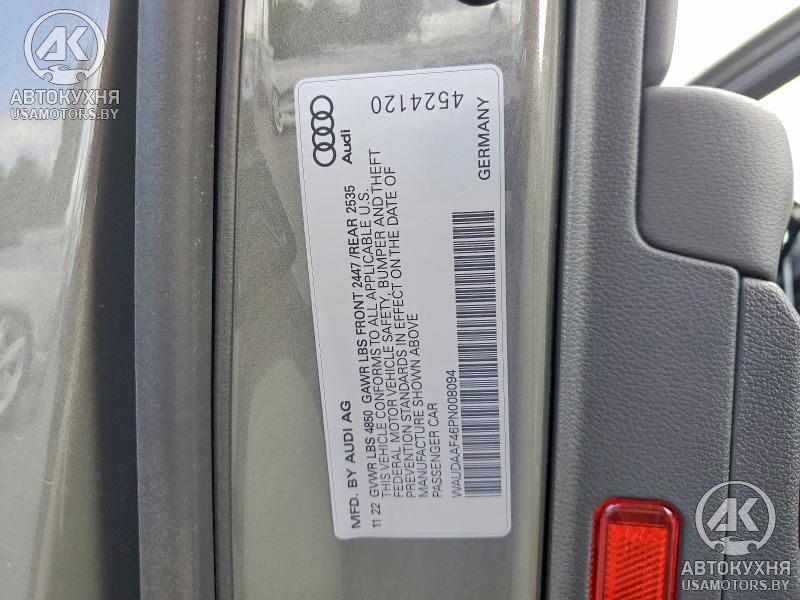 AK
АВТОКУХНЯ
USAMOTORS.BY
MFD. BY AUDI AG
Audi
11 22 GVWR LBS 4850 GAWR LBS FRONT 2447 /REAR 2535
THIS VEHICLE CONFORMS TO ALL APPLICABLE U.S.
FEDERAL MOTOR VEHICLE SAFETY, BUMPER AND THEFT
PREVENTION STANDARDS IN EFFECT ON THE DATE OF
MANUFACTURE SHOWN ABOVE
PASSENGER CAR
WAUDAAF46PN008094
GERMANY
4524120
AK
АВТОКУХНЯ
USAMOTORS.BY